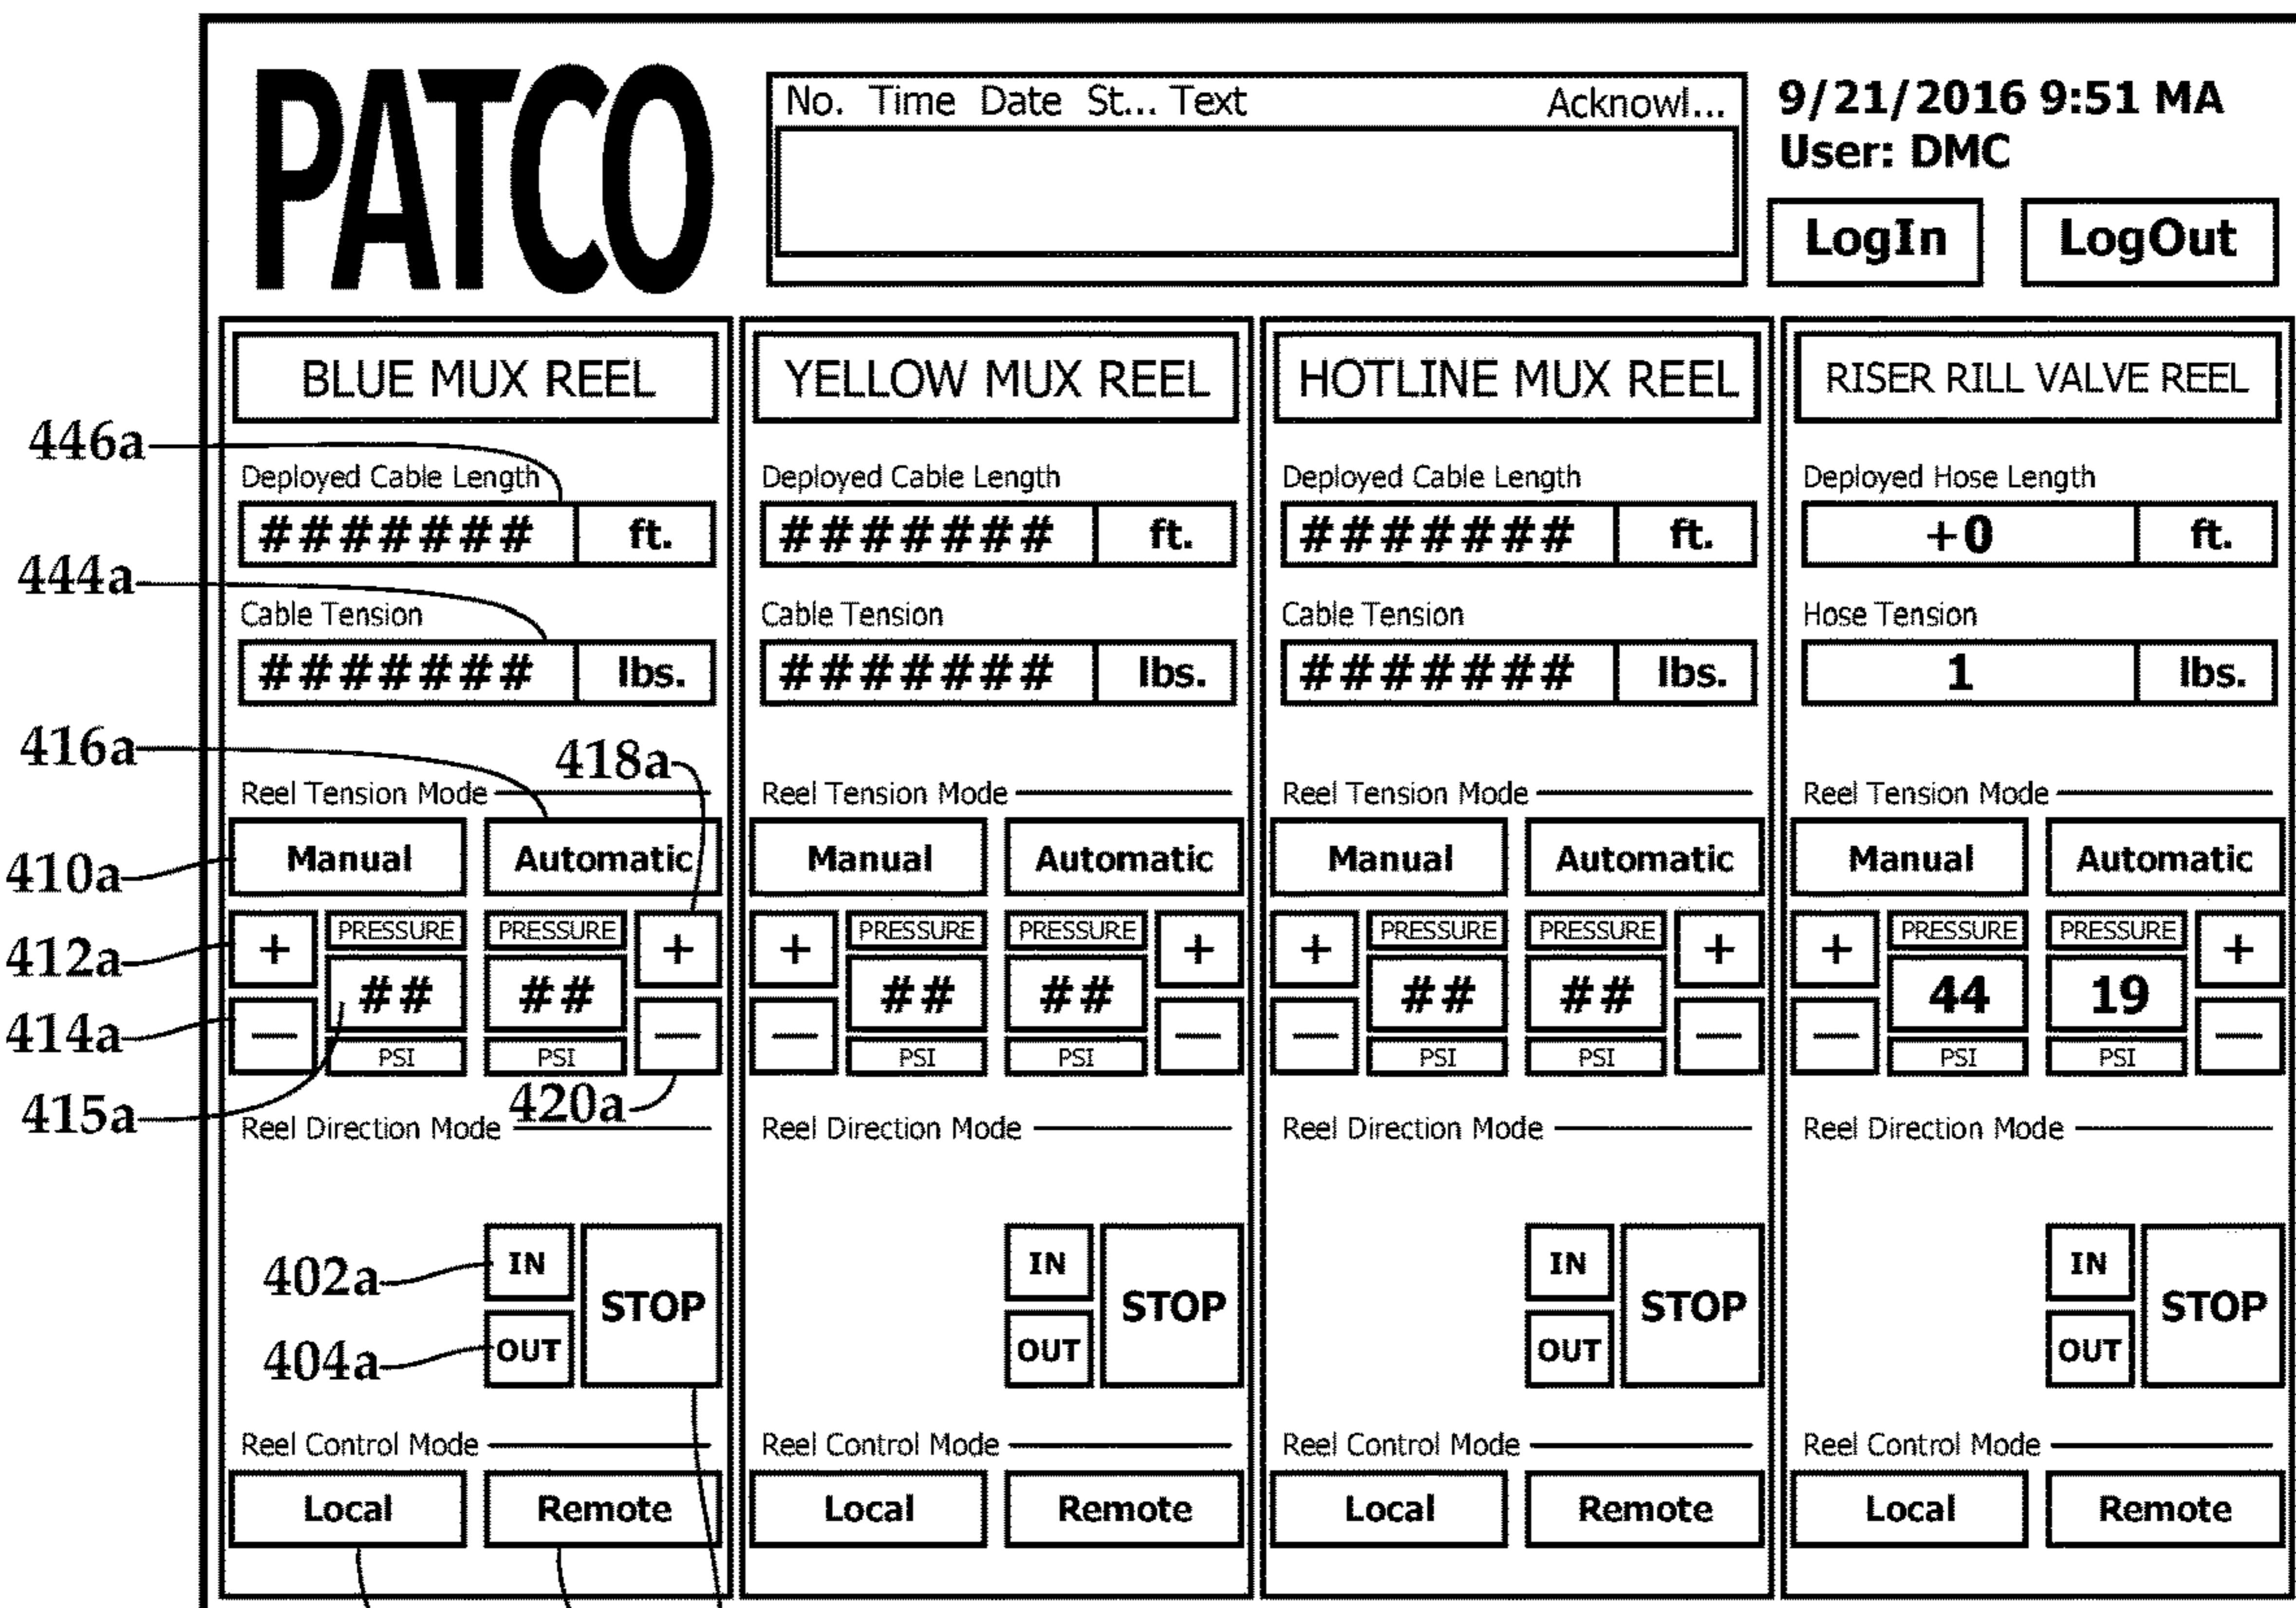 PATCO
No. Time Date St... Text Acknowl...
9/21/2016 9:51 MA
User: DMC
LogIn LogOut
BLUE MUX REEL YELLOW MUX REEL HOTLINE MUX REEL RISER RILL VALVE REEL
446a
Deployed Cable Length Deployed Cable Length Deployed Cable Length Deployed Hose Length
####### ft. ####### ft. ####### ft. +0 ft.
444a
Cable Tension Cable Tension Cable Tension Hose Tension
####### lbs. ####### lbs. ####### lbs. 1 lbs.
416a 418a
Reel Tension Mode Reel Tension Mode Reel Tension Mode Reel Tension Mode
410a Manual Automatic Manual Automatic Manual Automatic Manual Automatic
PRESSURE PRESSURE PRESSURE PRESSURE PRESSURE PRESSURE PRESSURE PRESSURE
412a + + + + + + + +
## ## ## ## ## ## 44 19
414a — — — — — — — —
PSI PSI PSI PSI PSI PSI PSI PSI
415a 420a
Reel Direction Mode Reel Direction Mode Reel Direction Mode Reel Direction Mode
402a IN IN IN IN
STOP STOP STOP STOP
404a OUT OUT OUT OUT
Reel Control Mode Reel Control Mode Reel Control Mode Reel Control Mode
Local Remote Local Remote Local Remote Local Remote